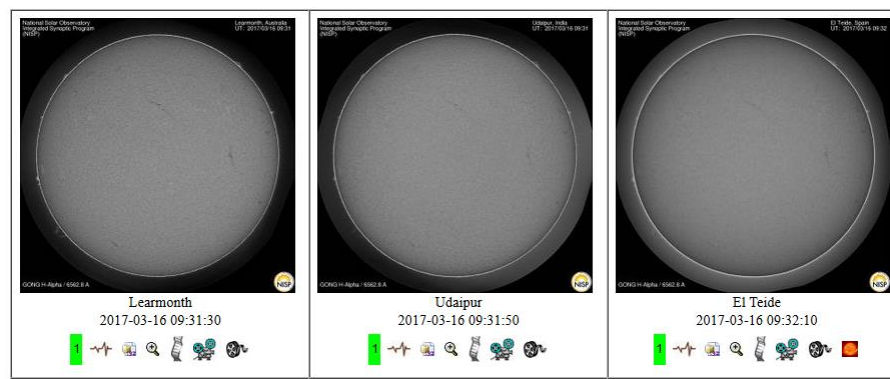 National Solar Observatory
Integrated Synoptic Program
(NISP)
Learmonth, Australia
UT: 2017/03/16 09:31
GONG H-Alpha / 6562.8 A
NISP
Learmonth
2017-03-16 09:31:30
1
National Solar Observatory
Integrated Synoptic Program
(NISP)
Udaipur, India
UT: 2017/03/16 09:31
GONG H-Alpha / 6562.8 A
NISP
Udaipur
2017-03-16 09:31:50
1
National Solar Observatory
Integrated Synoptic Program
(NISP)
El Teide, Spain
UT: 2017/03/16 09:32
GONG H-Alpha / 6562.8 A
NISP
El Teide
2017-03-16 09:32:10
1